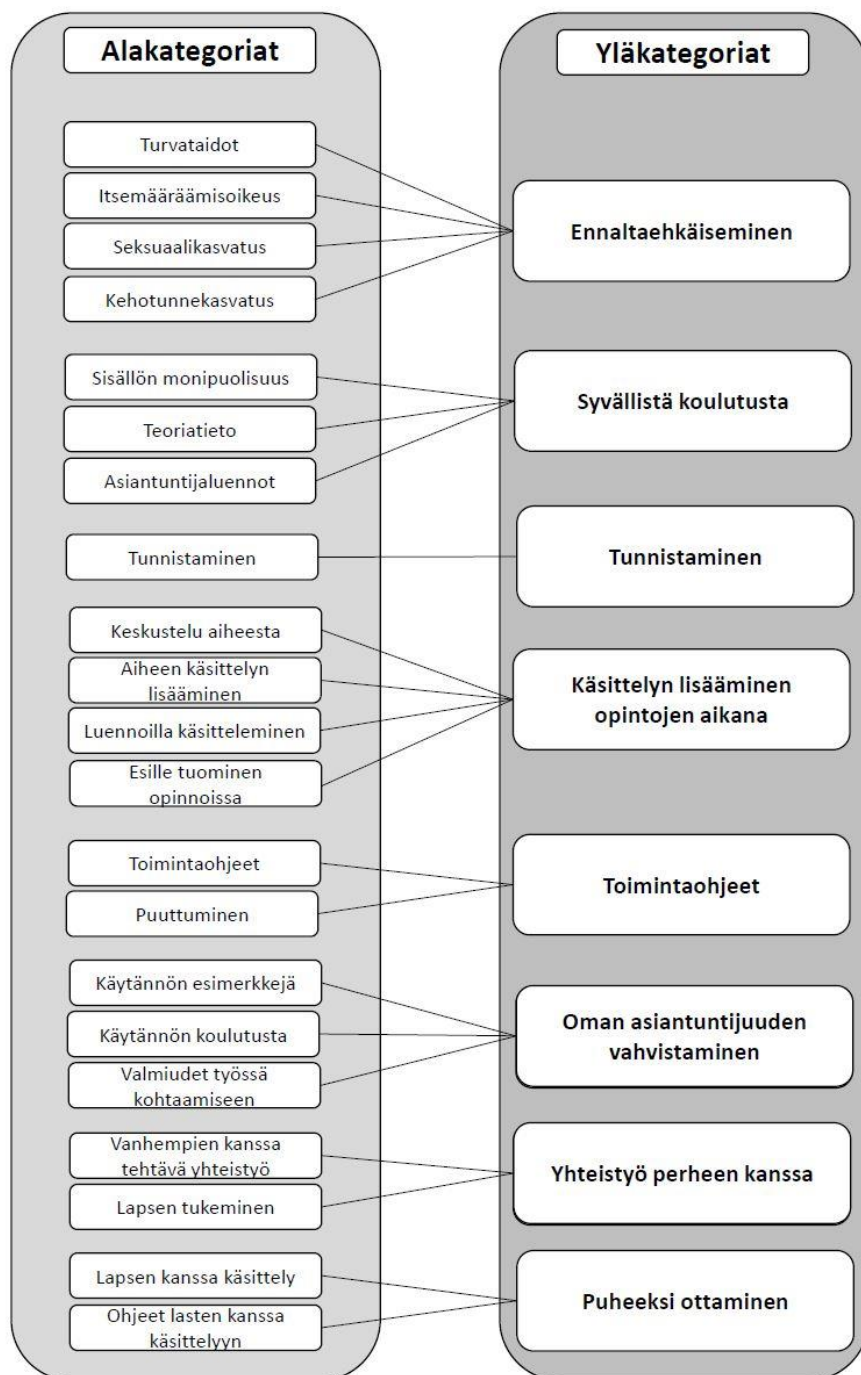 Alakategoriat
Turvataidot
Itsemääräämisoikeus
Seksuaalikasvatus
Kehotunnekasvatus
Sisällön monipuolisuus
Teoriatieto
Asiantuntijaluennot
Tunnistaminen
Keskustelu aiheesta
Aiheen käsittelyn
lisääminen
Luennoilla käsitteleminen
Esille tuominen
opinnoissa
Toimintaohjeet
Puuttuminen
Käytännön esimerkkejä
Käytännön koulutusta
Valmiudet työssä
kohtaamiseen
Vanhempien kanssa
tehtävä yhteistyö
Lapsen tukeminen
Lapsen kanssa käsittely
Ohjeet lasten kanssa
käsittelyyn
Yläkategoriat
Ennaltaehkäiseminen
Syvällistä koulutusta
Tunnistaminen
Käsittelyn lisääminen
opintojen aikana
Toimintaohjeet
Oman asiantuntijuuden
vahvistaminen
Yhteistyö perheen kanssa
Puheeksi ottaminen